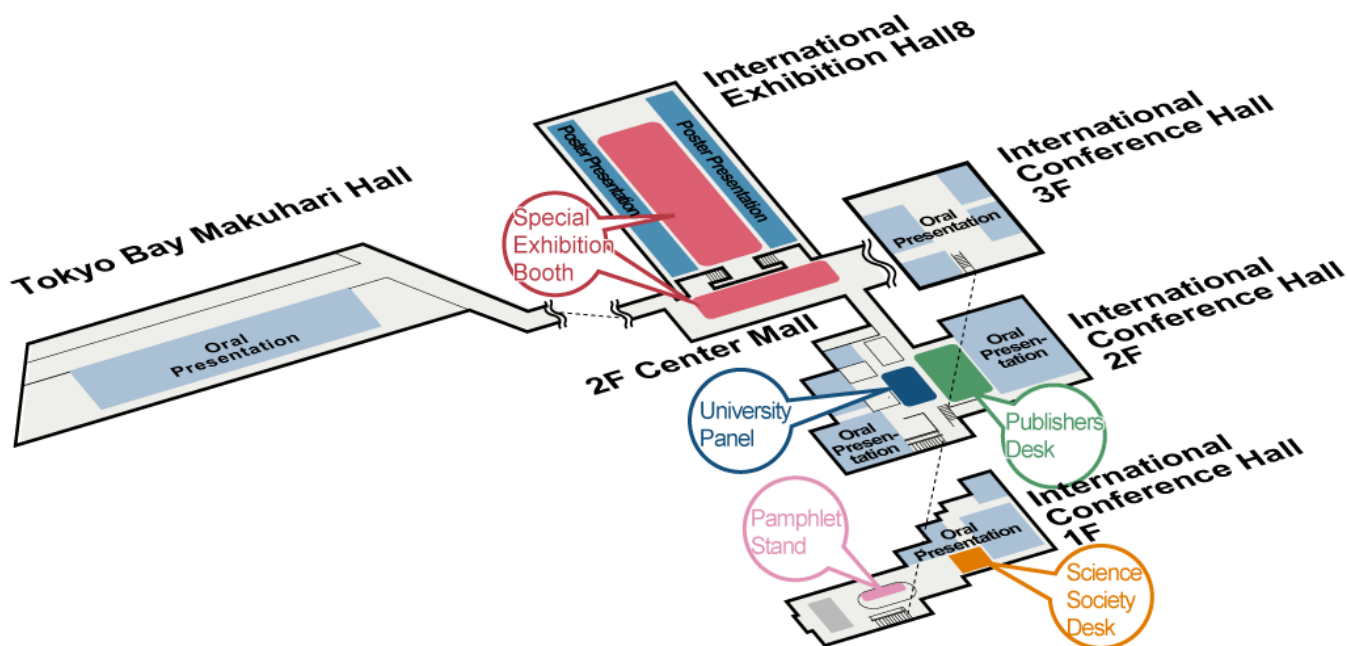 International
Exhibition Hall8
Poster Presentation
Poster Presentation
Tokyo Bay Makuhari Hall
Oral
Presentation
Special
Exhibition
Booth
2F Center Mall
International
Conference Hall
3F
Oral
Presentation
International
Conference Hall
2F
Oral
Presen-
tation
University
Panel
Oral
Presen-
tation
Publishers
Desk
International
Conference Hall
1F
Oral
Presentation
Pamphlet
Stand
Science
Society
Desk